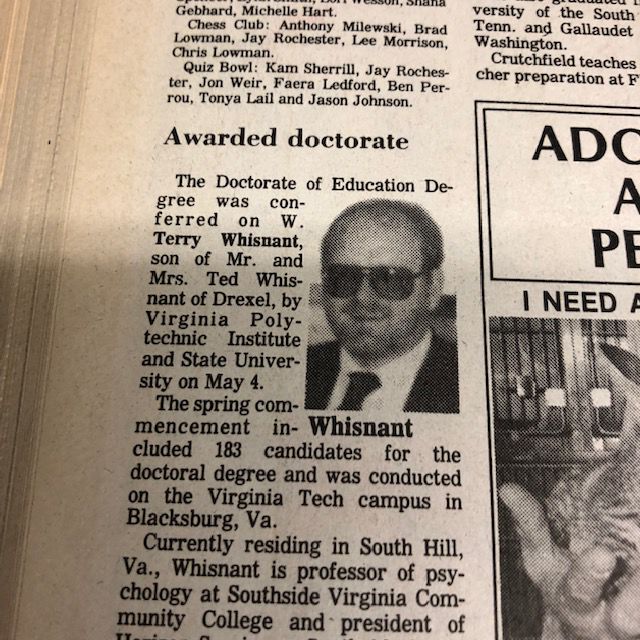 Spencer, Lori Wesson, Shana
Gebhard, Michelle Hart.
Chess Club: Anthony Milewski, Brad
Lowman, Jay Rochester, Lee Morrison,
Chris Lowman.
Quiz Bowl: Kam Sherrill, Jay Roches-
ter, Jon Weir, Faera Ledford, Ben Per-
rou, Tonya Lail and Jason Johnson.
Awarded doctorate
The Doctorate of Education De-
gree was con-
ferred on W.
Terry Whisnant,
son of Mr. and
Mrs. Ted Whis-
nant of Drexel, by
Virginia Poly-
technic Institute
and State Univer-
sity on May 4.
The spring com-
mencement in-
Whisnant
cluded 183 candidates for the
doctoral degree and was conducted
on the Virginia Tech campus in
Blacksburg, Va.
Currently residing in South Hill,
Va., Whisnant is professor of psy-
chology at Southside Virginia Com-
munity College and president of
versity of the South
Tenn. and Gallaudet
Washington.
Crutchfield teaches
cher preparation at F
ADO
A
PE
I NEED A